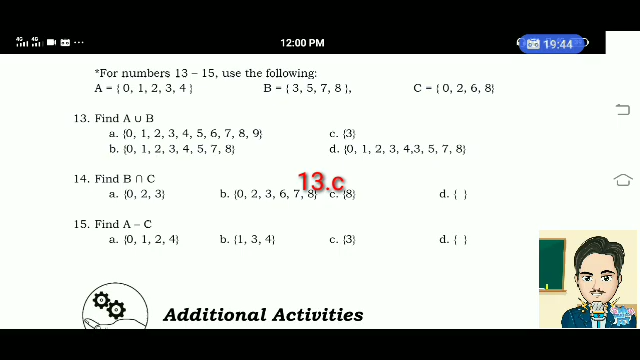 4G 4G 12:00 PM 19:44
*For numbers 13 – 15, use the following:
A = { 0, 1, 2, 3, 4 } B = { 3, 5, 7, 8 }, C = { 0, 2, 6, 8}
13. Find A ∪ B
a. {0, 1, 2, 3, 4, 5, 6, 7, 8, 9} c. {3}
b. {0, 1, 2, 3, 4, 5, 7, 8} d. {0, 1, 2, 3, 4,3, 5, 7, 8}
13.c
14. Find B ∩ C
a. {0, 2, 3} b. {0, 2, 3, 6, 7, 8} c. {8} d. { }
15. Find A – C
a. {0, 1, 2, 4} b. {1, 3, 4} c. {3} d. { }
Additional Activities